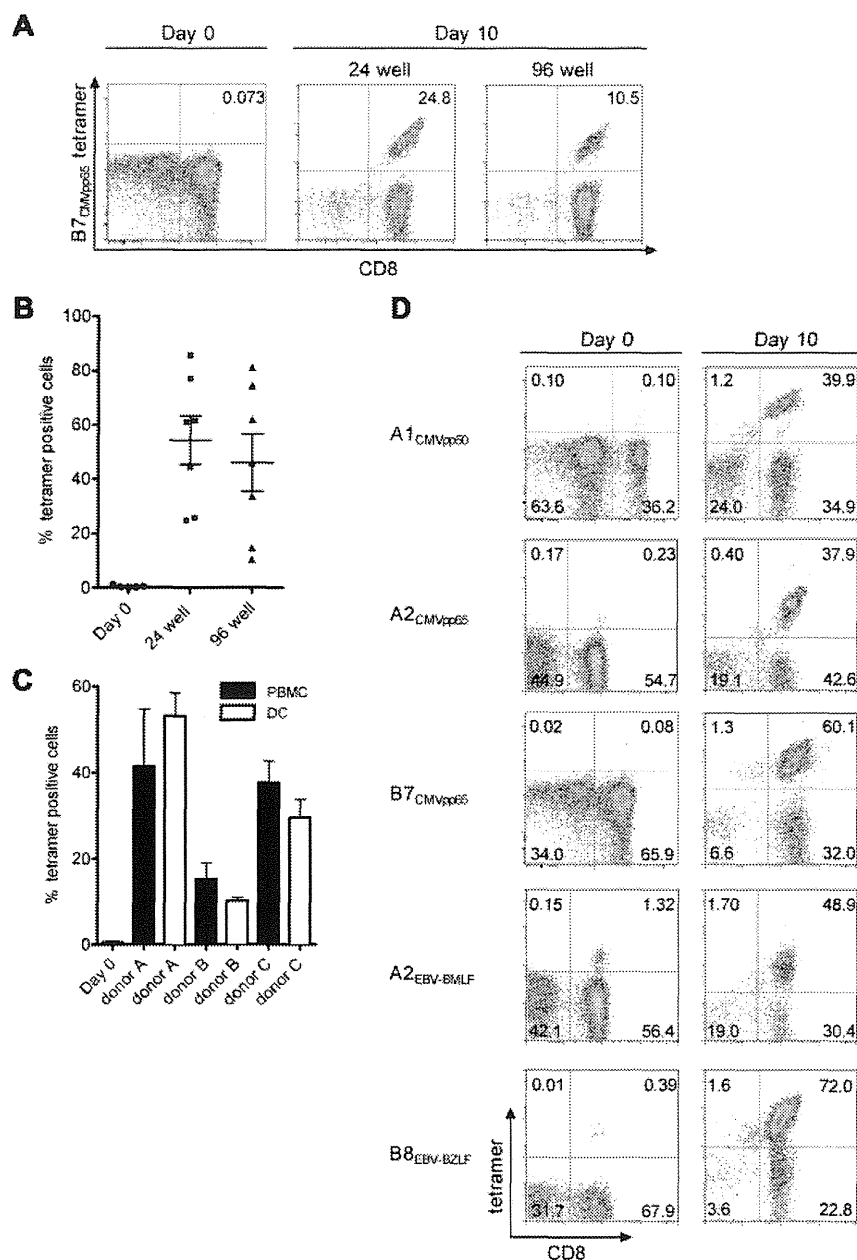 A
Day 0
Day 10
24 well
96 well
0.073
24.8
10.5
B7CMVpp65 tetramer
CD8
B
100
80
60
40
20
0
% tetramer positive cells
Day 0
24 well
96 well
C
PBMC
DC
60
40
20
0
% tetramer positive cells
Day 0
donor A
donor A
donor B
donor B
donor C
donor C
D
Day 0
Day 10
A1CMVpp50
0.10 0.10
63.6 36.2
1.2 39.9
24.0 34.9
A2CMVpp65
0.17 0.23
44.9 54.7
0.40 37.9
19.1 42.6
B7CMVpp65
0.02 0.08
34.0 65.9
1.3 60.1
6.6 32.0
A2EBV-BMLF
0.15 1.32
42.1 56.4
1.70 48.9
19.0 30.4
B8EBV-BZLF
0.01 0.39
31.7 67.9
1.6 72.0
3.6 22.8
tetramer
CD8